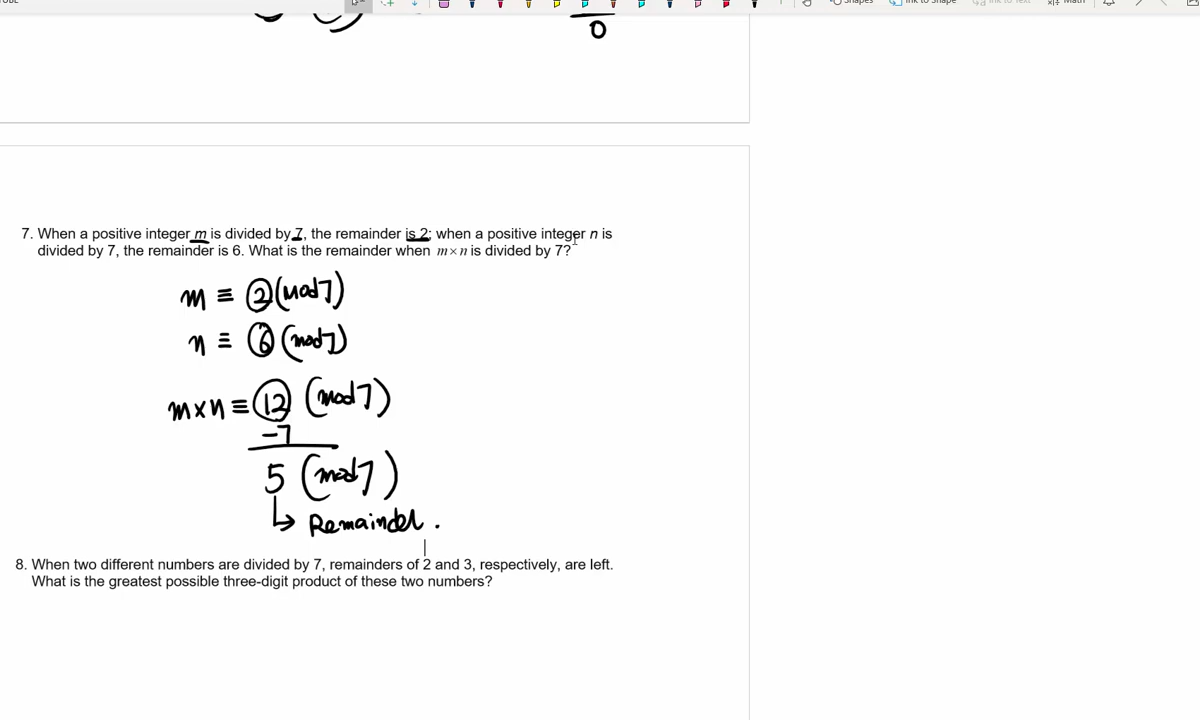 0
7. When a positive integer m is divided by 7, the remainder is 2; when a positive integer n is
divided by 7, the remainder is 6. What is the remainder when m×n is divided by 7?
m ≡ 2 (mod 7)
n ≡ 6 (mod 7)
m×n ≡ 12 (mod 7)
-7
5 (mod 7)
↳ Remainder.
8. When two different numbers are divided by 7, remainders of 2 and 3, respectively, are left.
What is the greatest possible three-digit product of these two numbers?